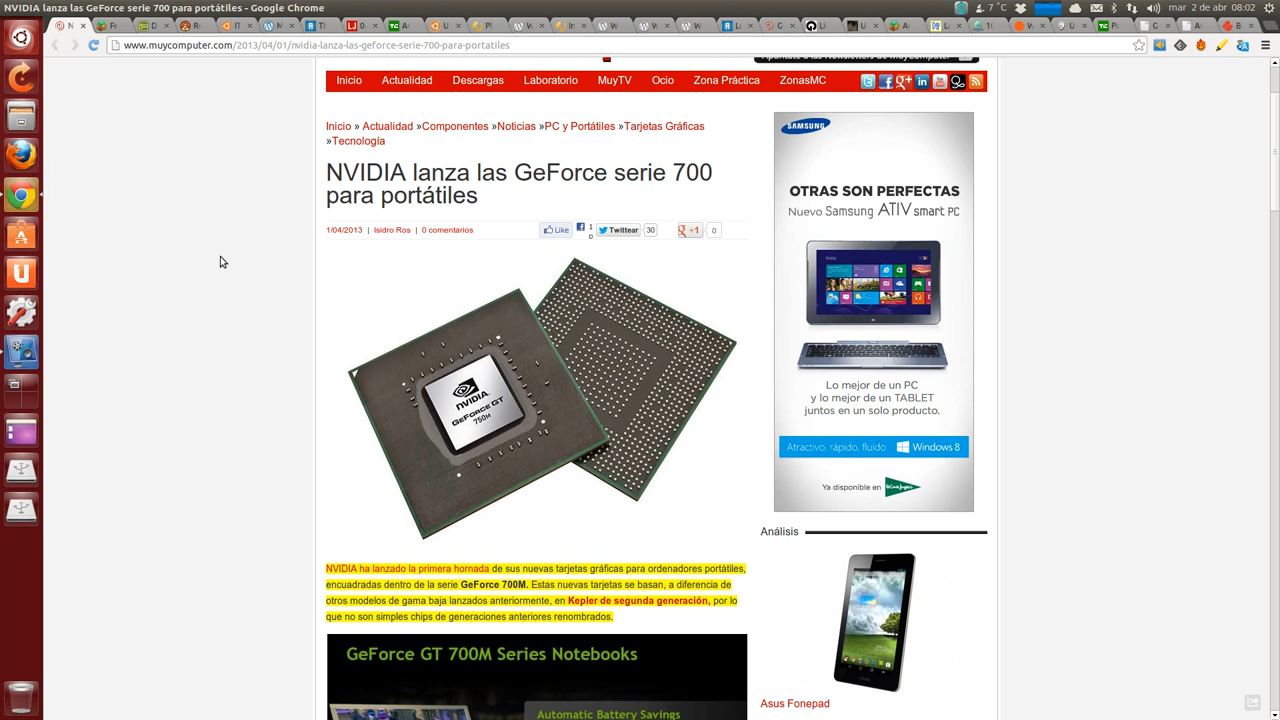 NVIDIA lanza las GeForce serie 700 para portátiles - Google Chrome
7 °C
mar 2 de abr 08:02
www.muycomputer.com/2013/04/01/nvidia-lanza-las-geforce-serie-700-para-portatiles
Inicio Actualidad Descargas Laboratorio MuyTV Ocio Zona Práctica ZonasMC
Inicio » Actualidad »Componentes »Noticias »PC y Portátiles »Tarjetas Gráficas
»Tecnología
NVIDIA lanza las GeForce serie 700
para portátiles
1/04/2013 | Isidro Ros | 0 comentarios
Like
Twittear 30
+1 0
NVIDIA
GEFORCE GT
750M
NVIDIA ha lanzado la primera hornada de sus nuevas tarjetas gráficas para ordenadores portátiles,
encuadradas dentro de la serie GeForce 700M. Estas nuevas tarjetas se basan, a diferencia de
otros modelos de gama baja lanzados anteriormente, en Kepler de segunda generación, por lo
que no son simples chips de generaciones anteriores renombrados.
GeForce GT 700M Series Notebooks
Automatic Battery Savings
SAMSUNG
OTRAS SON PERFECTAS
Nuevo Samsung ATIV smart PC
Lo mejor de un PC
y lo mejor de un TABLET
juntos en un solo producto.
Atractivo, rápido, fluido Windows 8
Ya disponible en El Corte Inglés
Análisis
Asus Fonepad